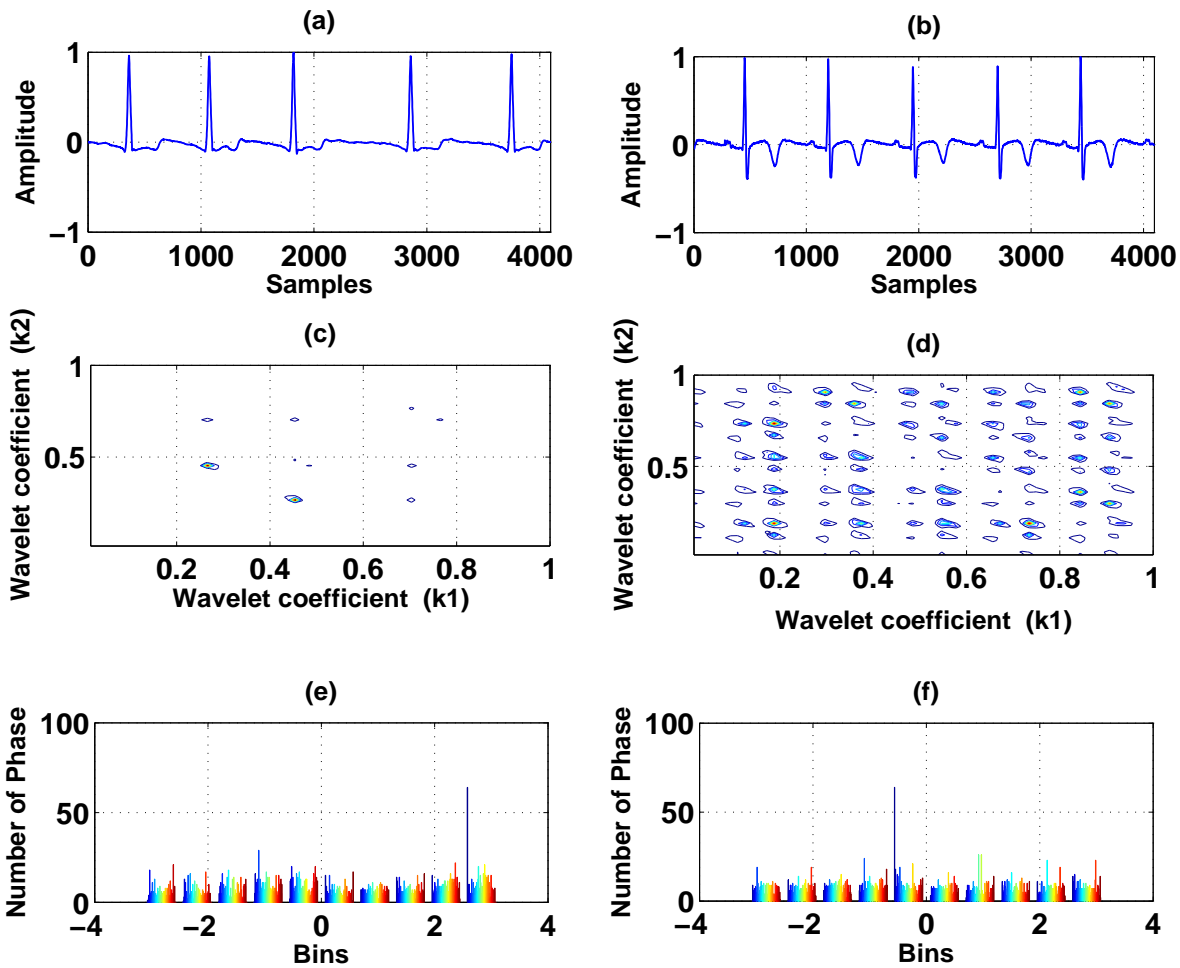 (a)
1
0
−1
Amplitude
0 1000 2000 3000 4000
Samples
(b)
1
0
−1
Amplitude
0 1000 2000 3000 4000
Samples
(c)
1
0.5
Wavelet coefficient (k2)
0.2 0.4 0.6 0.8 1
Wavelet coefficient (k1)
(d)
1
0.5
Wavelet coefficient (k2)
0.2 0.4 0.6 0.8 1
Wavelet coefficient (k1)
(e)
100
50
0
Number of Phase
−4 −2 0 2 4
Bins
(f)
100
50
0
Number of Phase
−4 −2 0 2 4
Bins